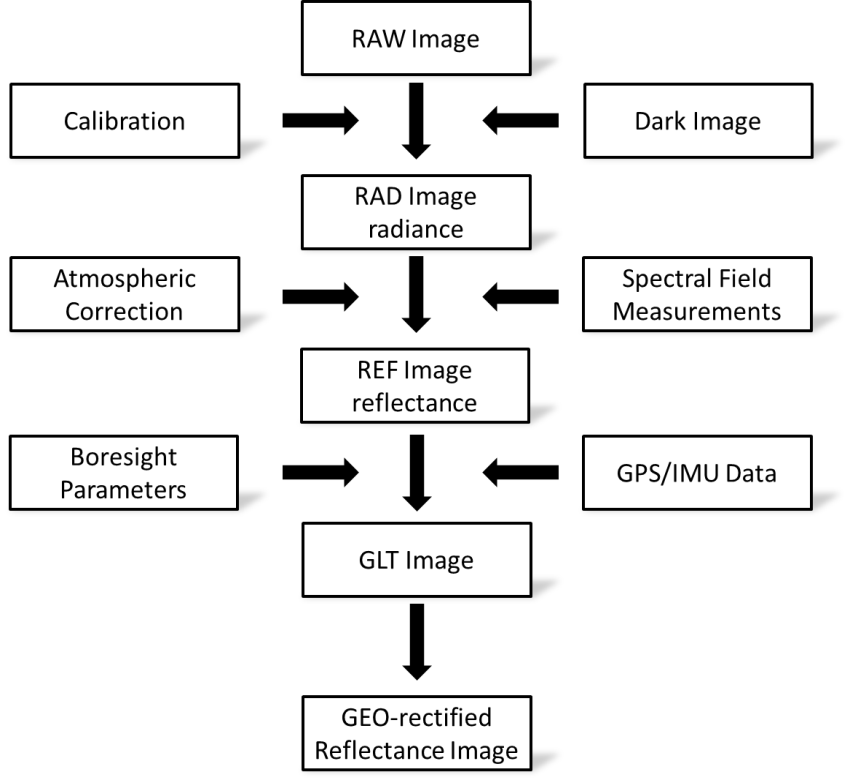 RAW Image
Calibration
Dark Image
RAD Image
radiance
Atmospheric
Correction
Spectral Field
Measurements
REF Image
reflectance
Boresight
Parameters
GPS/IMU Data
GLT Image
GEO-rectified
Reflectance Image